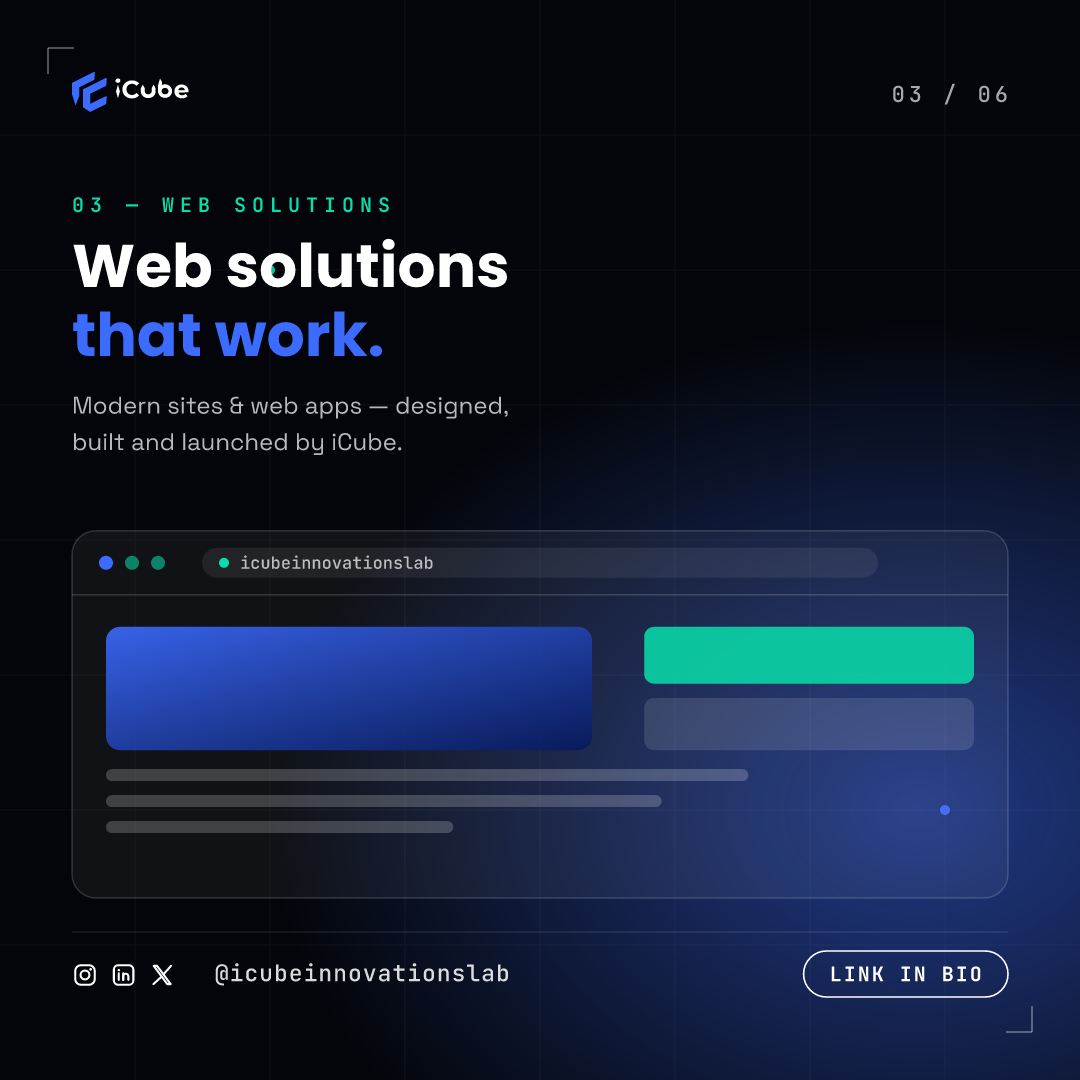 iCube
03 / 06
03 — WEB SOLUTIONS
Web solutions
that work.
Modern sites & web apps — designed,
built and launched by iCube.
icubeinnovationslab
@icubeinnovationslab
LINK IN BIO